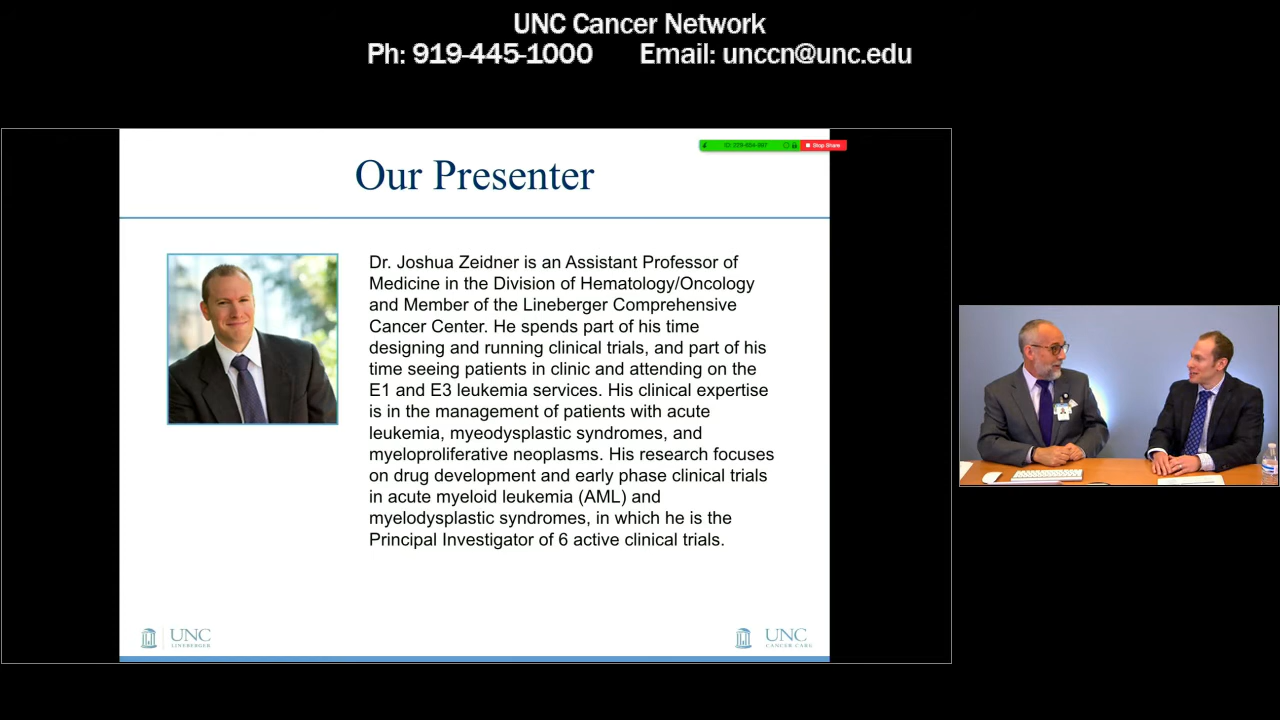 UNC Cancer Network
Ph: 919-445-1000 Email: unccn@unc.edu
Our Presenter
Stop Share
Dr. Joshua Zeidner is an Assistant Professor of
Medicine in the Division of Hematology/Oncology
and Member of the Lineberger Comprehensive
Cancer Center. He spends part of his time
designing and running clinical trials, and part of his
time seeing patients in clinic and attending on the
E1 and E3 leukemia services. His clinical expertise
is in the management of patients with acute
leukemia, myeodysplastic syndromes, and
myeloproliferative neoplasms. His research focuses
on drug development and early phase clinical trials
in acute myeloid leukemia (AML) and
myelodysplastic syndromes, in which he is the
Principal Investigator of 6 active clinical trials.
UNC
LINEBERGER
UNC
CANCER CARE